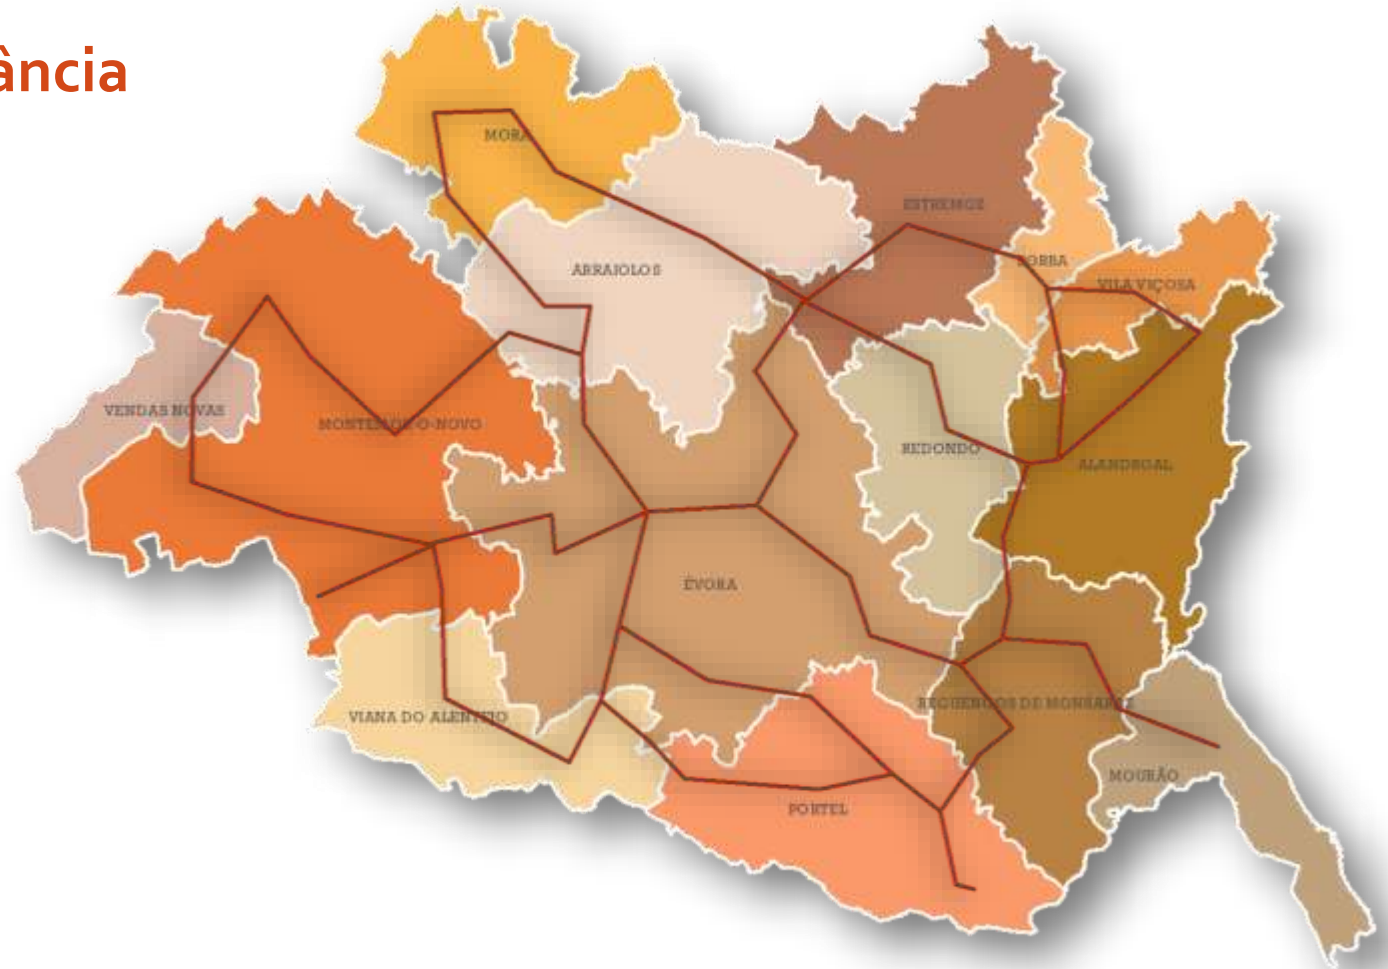 ância
MORA
ESTREMOZ
ARRAIOLOS
BORBA
VILA VIÇOSA
VENDAS NOVAS
MONTEMOR-O-NOVO
REDONDO
ALANDROAL
ÉVORA
REGUENGOS DE MONSARAZ
VIANA DO ALENTEJO
MOURÃO
PORTEL